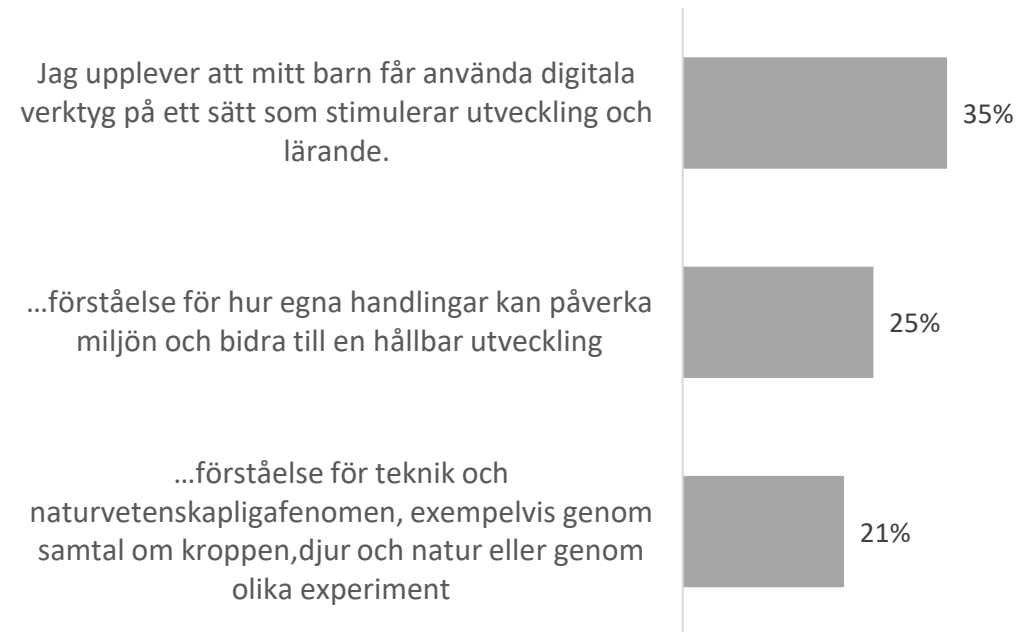 Jag upplever att mitt barn får använda digitala
verktyg på ett sätt som stimulerar utveckling och
lärande.
35%
...förståelse för hur egna handlingar kan påverka
miljön och bidra till en hållbar utveckling
25%
...förståelse för teknik och
naturvetenskapligafenomen, exempelvis genom
samtal om kroppen,djur och natur eller genom
olika experiment
21%